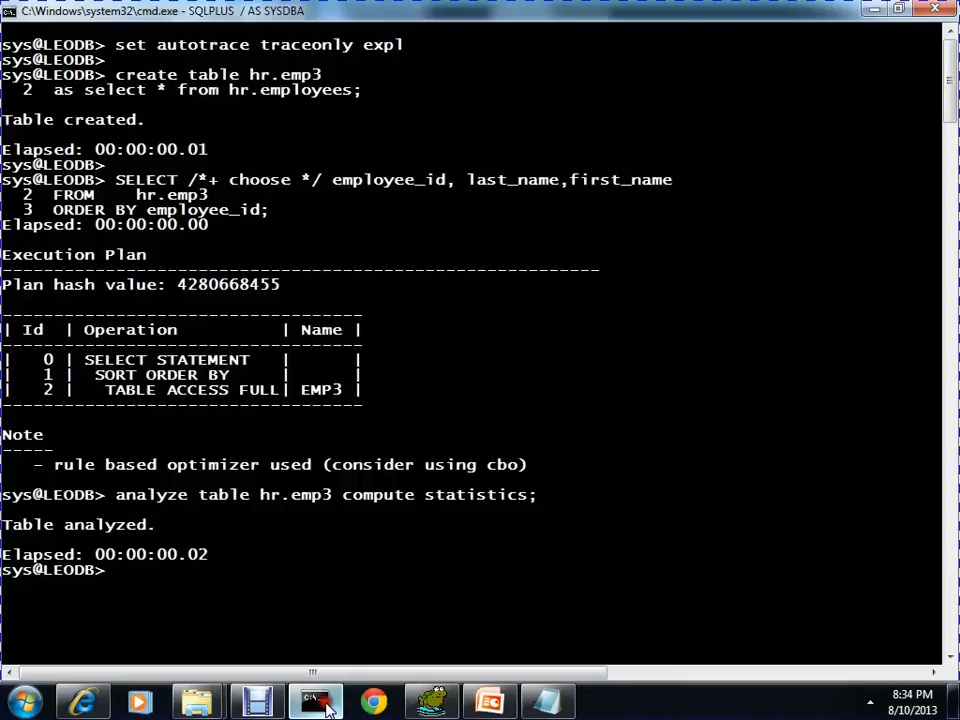 C:\Windows\system32\cmd.exe - SQLPLUS / AS SYSDBA
sys@LEODB> set autotrace traceonly expl
sys@LEODB>
sys@LEODB> create table hr.emp3
  2  as select * from hr.employees;
Table created.
Elapsed: 00:00:00.01
sys@LEODB>
sys@LEODB> SELECT /*+ choose */ employee_id, last_name,first_name
  2  FROM    hr.emp3
  3  ORDER BY employee_id;
Elapsed: 00:00:00.00
Execution Plan
----------------------------------------------------------
Plan hash value: 4280668455
-----------------------------------
| Id  | Operation          | Name |
-----------------------------------
|   0 | SELECT STATEMENT   |      |
|   1 |  SORT ORDER BY     |      |
|   2 |   TABLE ACCESS FULL| EMP3 |
-----------------------------------
Note
-----
   - rule based optimizer used (consider using cbo)
sys@LEODB> analyze table hr.emp3 compute statistics;
Table analyzed.
Elapsed: 00:00:00.02
sys@LEODB>
8:34 PM
8/10/2013